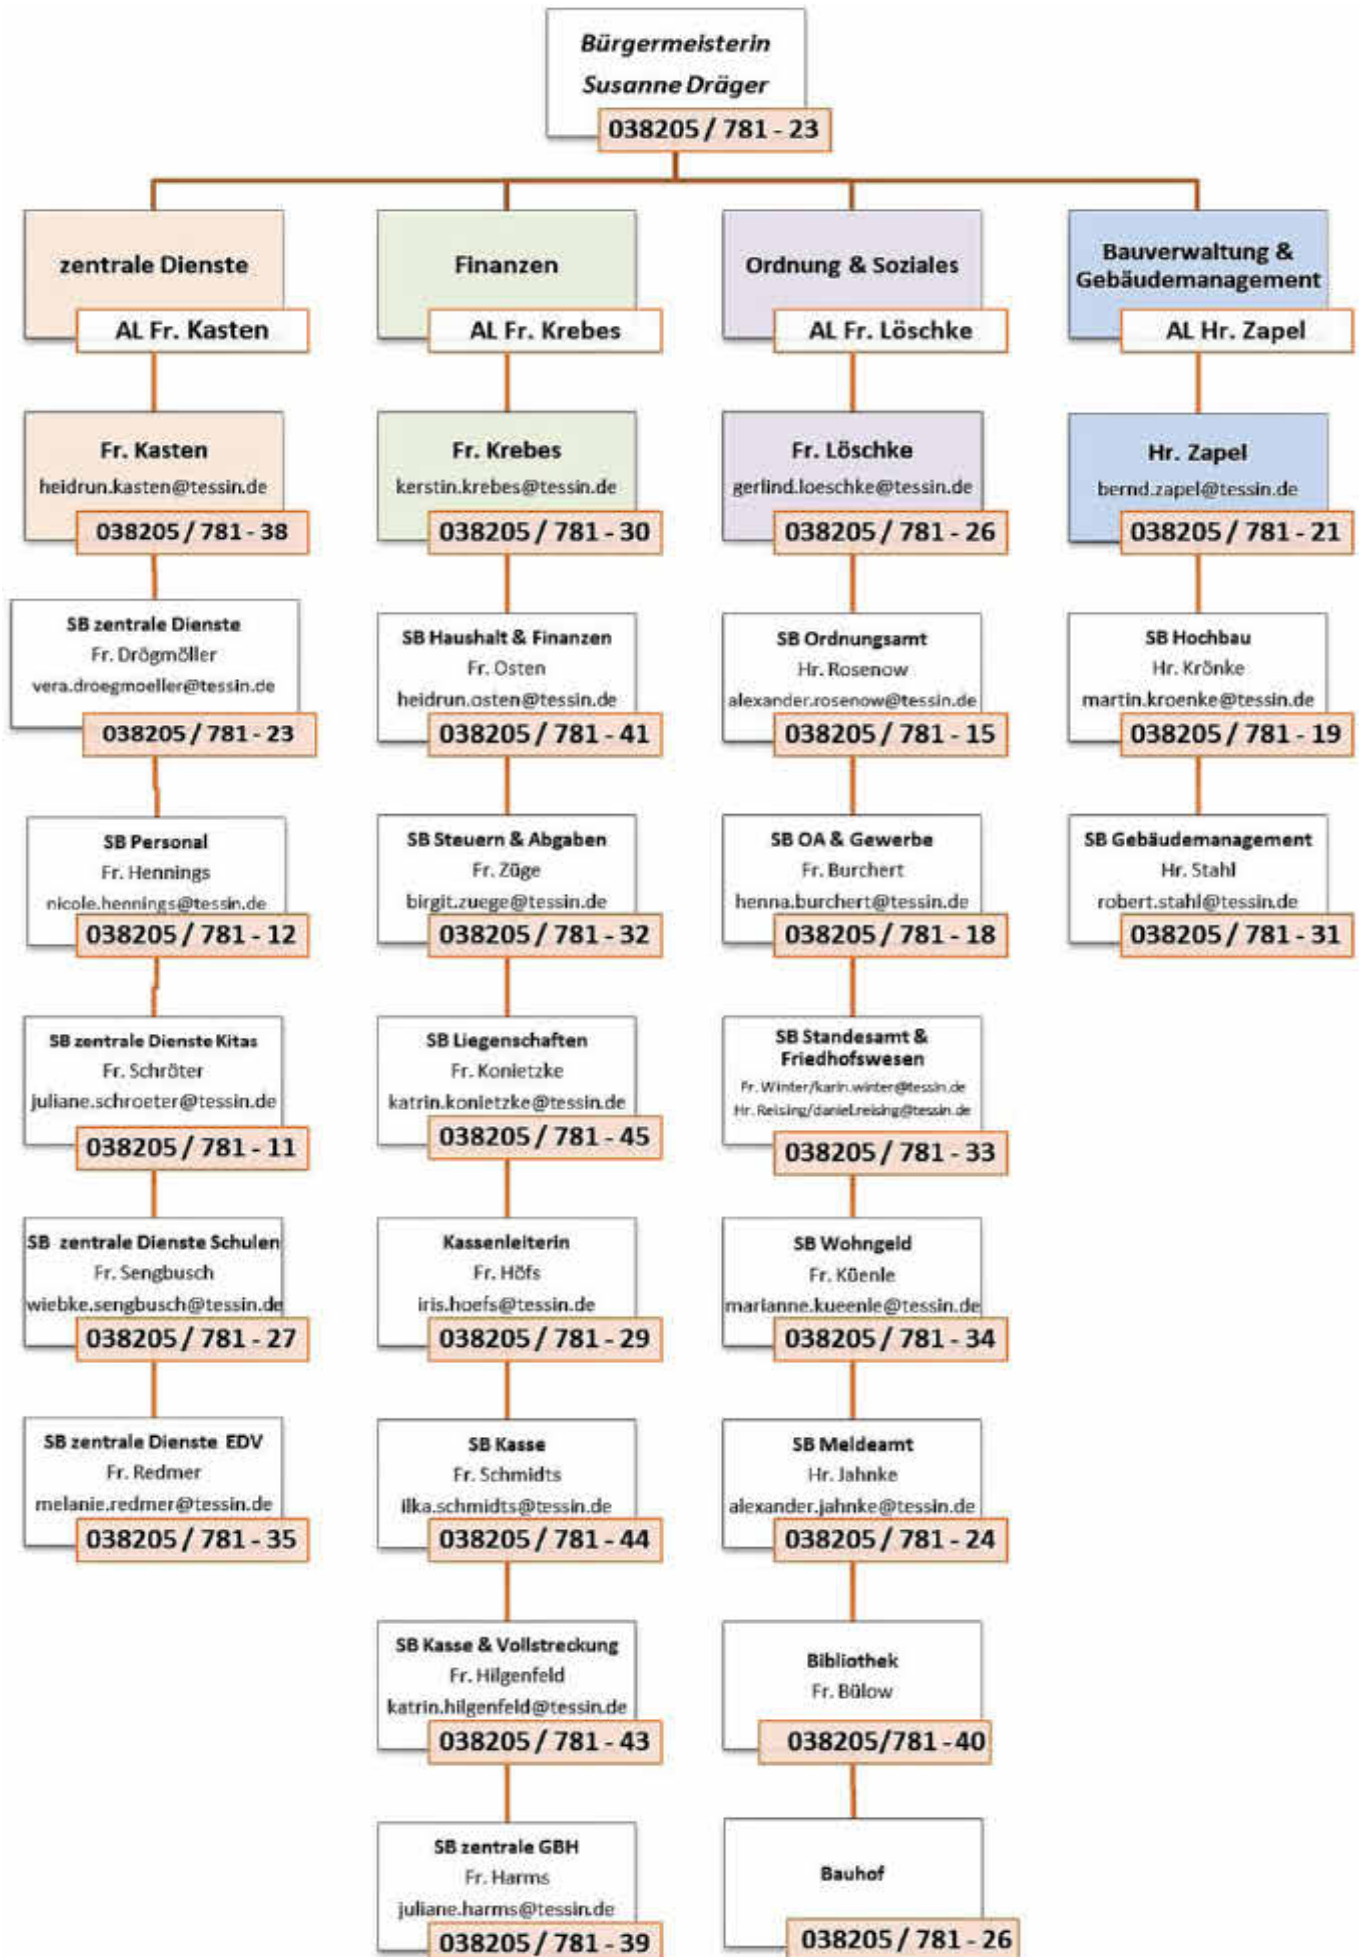 Bürgermeisterin
Susanne Dräger
038205 / 781 - 23
zentrale Dienste
AL Fr. Kasten
Fr. Kasten
heidrun.kasten@tessin.de
038205 / 781 - 38
SB zentrale Dienste
Fr. Drögmöller
vera.droegmoeller@tessin.de
038205 / 781 - 23
SB Personal
Fr. Hennings
nicole.hennings@tessin.de
038205 / 781 - 12
SB zentrale Dienste Kitas
Fr. Schröter
juliane.schroeter@tessin.de
038205 / 781 - 11
SB zentrale Dienste Schulen
Fr. Sengbusch
wiebke.sengbusch@tessin.de
038205 / 781 - 27
SB zentrale Dienste EDV
Fr. Redmer
melanie.redmer@tessin.de
038205 / 781 - 35
Finanzen
AL Fr. Krebes
Fr. Krebes
kerstin.krebes@tessin.de
038205 / 781 - 30
SB Haushalt & Finanzen
Fr. Osten
heidrun.osten@tessin.de
038205 / 781 - 41
SB Steuern & Abgaben
Fr. Züge
birgit.zuege@tessin.de
038205 / 781 - 32
SB Liegenschaften
Fr. Konietzke
katrin.konietzke@tessin.de
038205 / 781 - 45
Kassenleiterin
Fr. Höfs
iris.hoefs@tessin.de
038205 / 781 - 29
SB Kasse
Fr. Schmidts
ilka.schmidts@tessin.de
038205 / 781 - 44
SB Kasse & Vollstreckung
Fr. Hilgenfeld
katrin.hilgenfeld@tessin.de
038205 / 781 - 43
SB zentrale GBH
Fr. Harms
juliane.harms@tessin.de
038205 / 781 - 39
Ordnung & Soziales
AL Fr. Löschke
Fr. Löschke
gerlind.loeschke@tessin.de
038205 / 781 - 26
SB Ordnungsamt
Hr. Rosenow
alexander.rosenow@tessin.de
038205 / 781 - 15
SB OA & Gewerbe
Fr. Burchert
henna.burchert@tessin.de
038205 / 781 - 18
SB Standesamt &
Friedhofswesen
Fr. Winter/karin.winter@tessin.de
Hr. Reising/daniel.reising@tessin.de
038205 / 781 - 33
SB Wohngeld
Fr. Küenle
marianne.kueenle@tessin.de
038205 / 781 - 34
SB Meldeamt
Hr. Jahnke
alexander.jahnke@tessin.de
038205 / 781 - 24
Bibliothek
Fr. Bülow
038205/781 - 40
Bauhof
038205 / 781 - 26
Bauverwaltung &
Gebäudemanagement
AL Hr. Zapel
Hr. Zapel
bernd.zapel@tessin.de
038205 / 781 - 21
SB Hochbau
Hr. Krönke
martin.kroenke@tessin.de
038205 / 781 - 19
SB Gebäudemanagement
Hr. Stahl
robert.stahl@tessin.de
038205 / 781 - 31